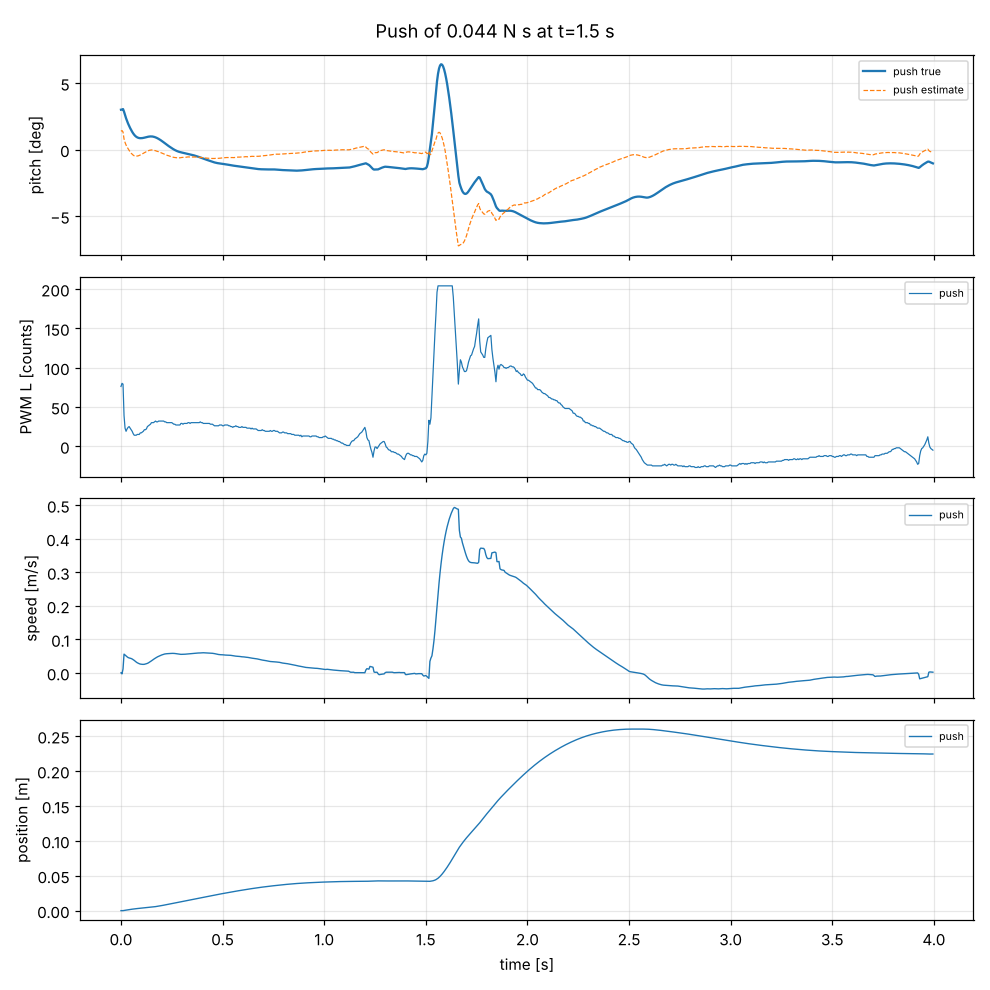 Push of 0.044 N s at t=1.5 s
pitch [deg]
5
0
−5
push true
push estimate
PWM L [counts]
200
150
100
50
0
push
speed [m/s]
0.5
0.4
0.3
0.2
0.1
0.0
push
position [m]
0.25
0.20
0.15
0.10
0.05
0.00
push
0.0 0.5 1.0 1.5 2.0 2.5 3.0 3.5 4.0
time [s]